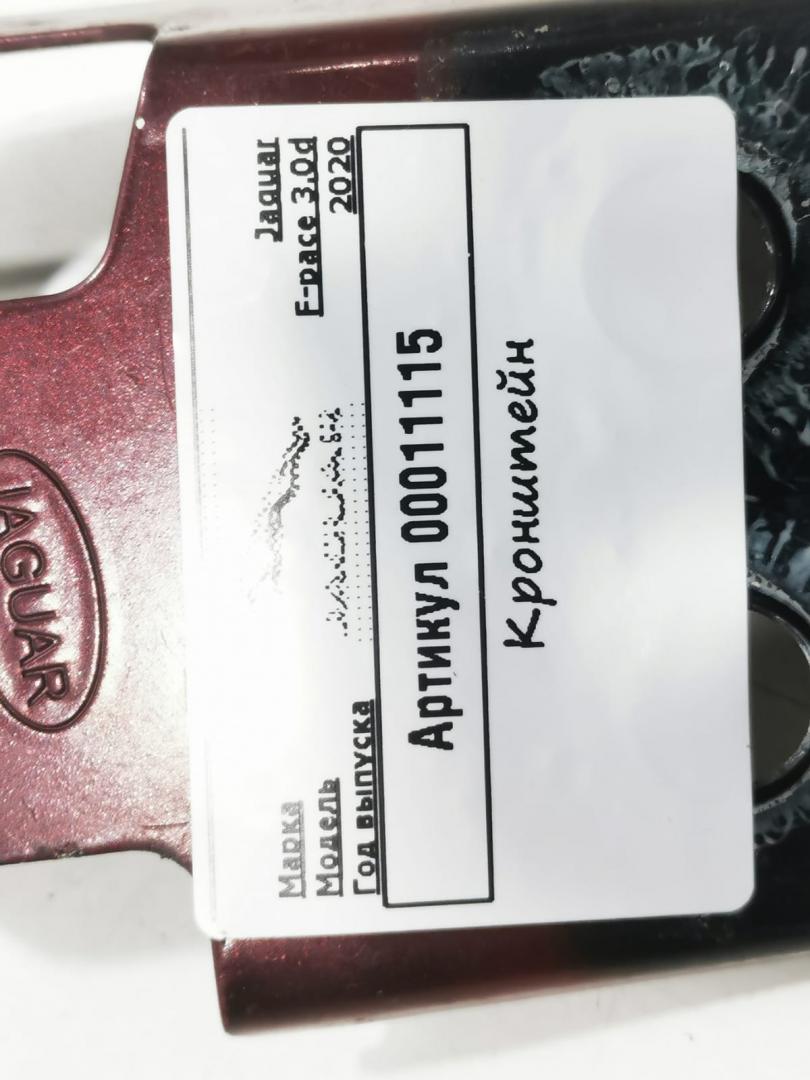 Марка Jaguar
Модель F-pace 3.0d
Год выпуска 2020
Артикул 00011115
Кронштейн
JAGUAR